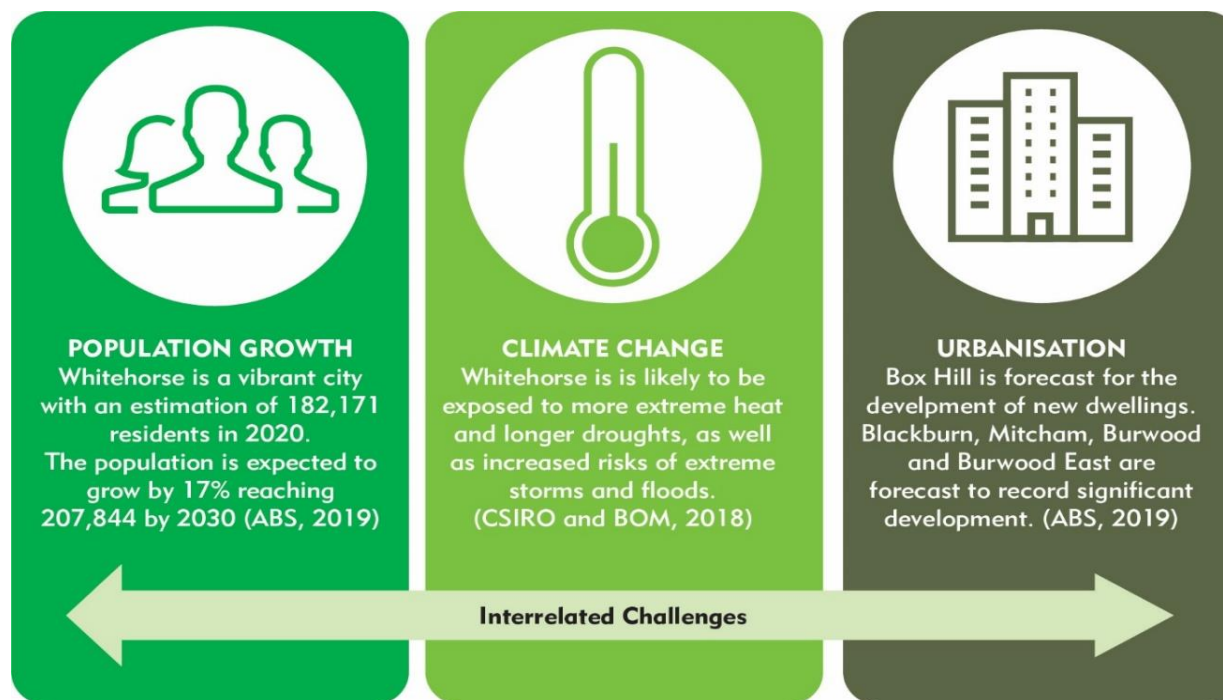 POPULATION GROWTH
Whitehorse is a vibrant city
with an estimation of 182,171
residents in 2020.
The population is expected to
grow by 17% reaching
207,844 by 2030 (ABS, 2019)
CLIMATE CHANGE
Whitehorse is is likely to be
exposed to more extreme heat
and longer droughts, as well
as increased risks of extreme
storms and floods.
(CSIRO and BOM, 2018)
URBANISATION
Box Hill is forecast for the
develpment of new dwellings.
Blackburn, Mitcham, Burwood
and Burwood East are
forecast to record significant
development. (ABS, 2019)
Interrelated Challenges